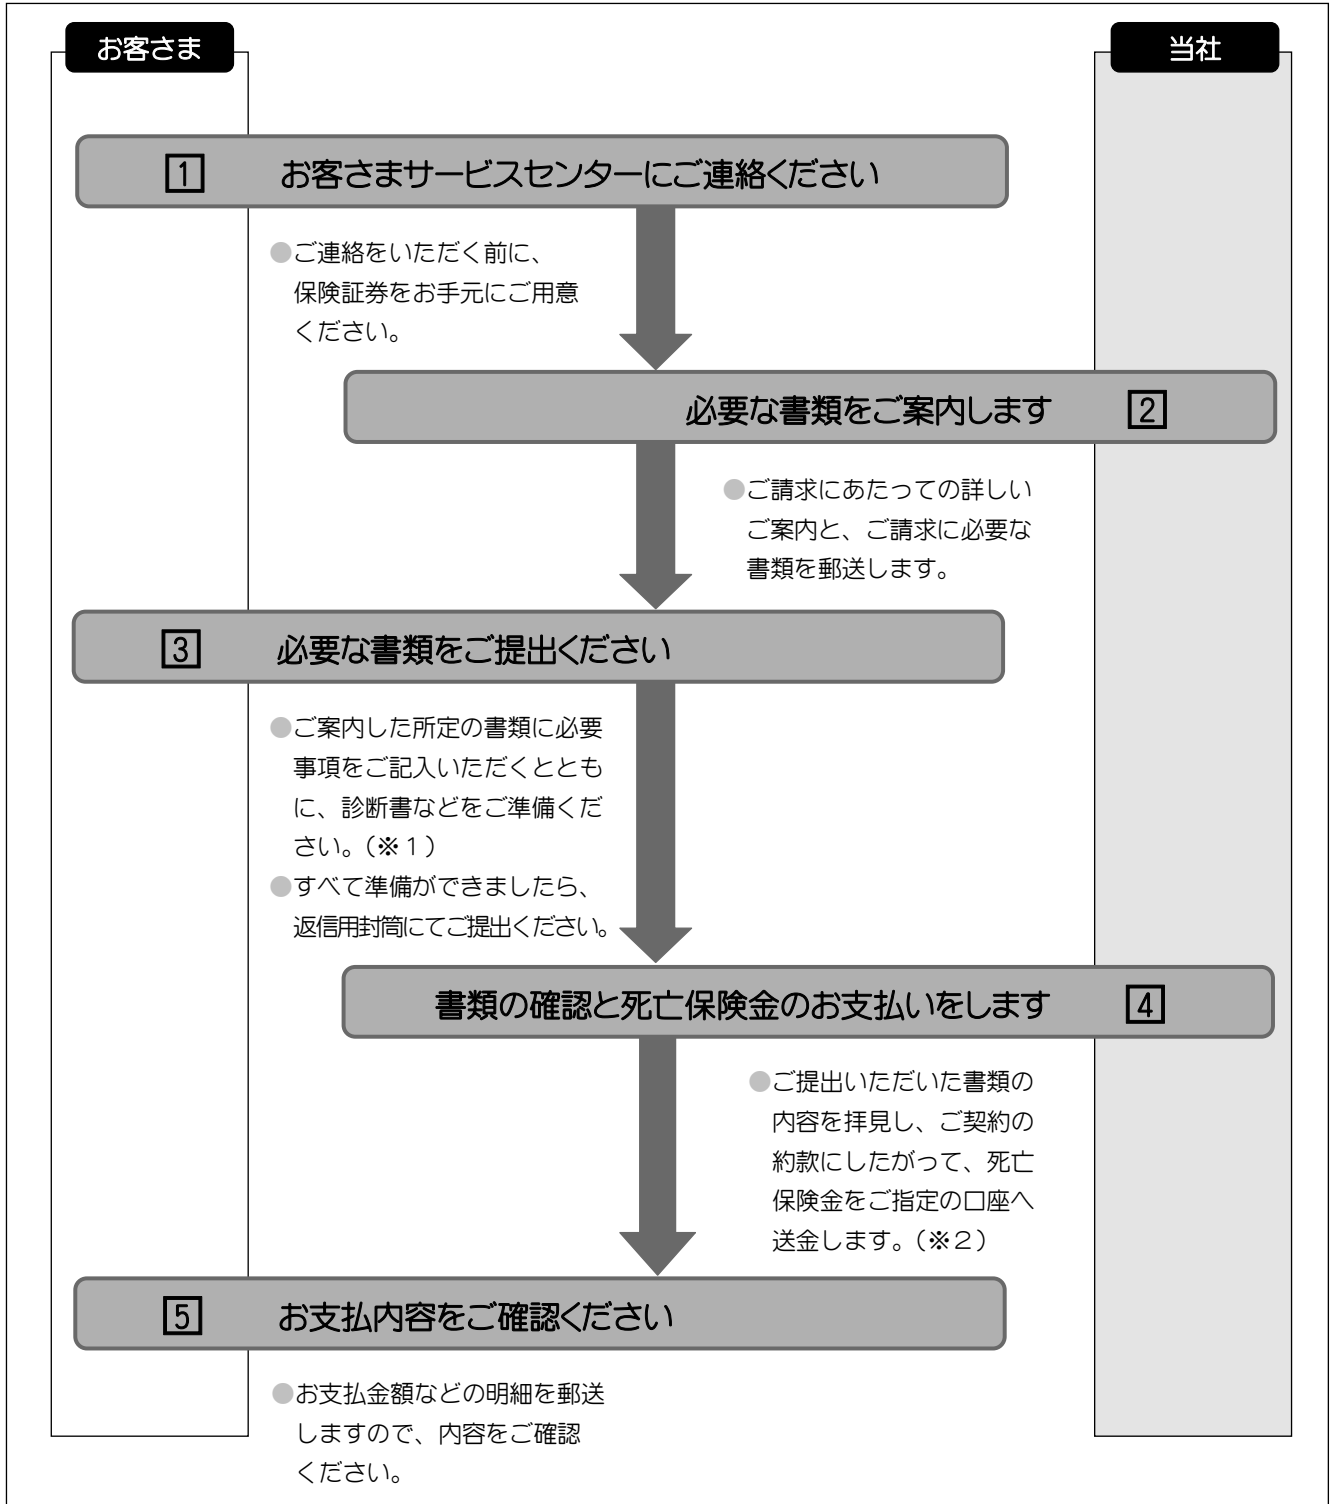 お客さま
当社
1 お客さまサービスセンターにご連絡ください
●ご連絡をいただく前に、
保険証券をお手元にご用意
ください。
必要な書類をご案内します 2
●ご請求にあたっての詳しい
ご案内と、ご請求に必要な
書類を郵送します。
3 必要な書類をご提出ください
●ご案内した所定の書類に必要
事項をご記入いただくととも
に、診断書などをご準備くだ
さい。(※1)
●すべて準備ができましたら、
返信用封筒にてご提出ください。
書類の確認と死亡保険金のお支払いをします 4
●ご提出いただいた書類の
内容を拝見し、ご契約の
約款にしたがって、死亡
保険金をご指定の口座へ
送金します。(※2)
5 お支払内容をご確認ください
●お支払金額などの明細を郵送
しますので、内容をご確認
ください。